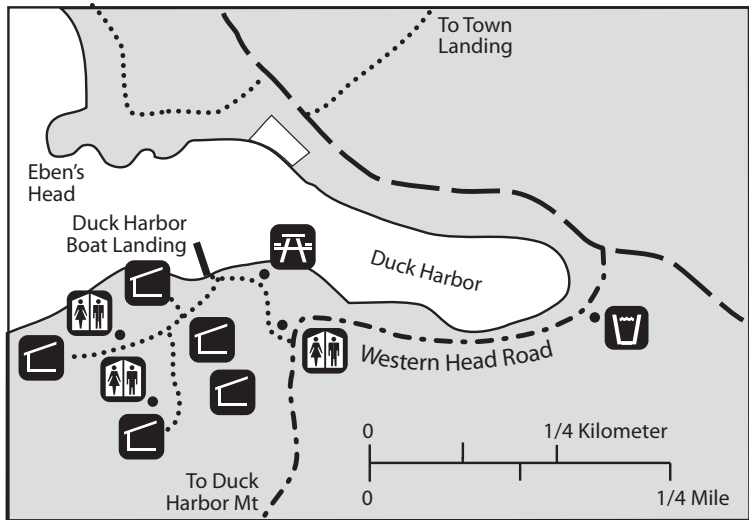 To Town
Landing
Eben's
Head
Duck Harbor
Boat Landing
Duck Harbor
Western Head Road
To Duck
Harbor Mt
0
1/4 Kilometer
0
1/4 Mile